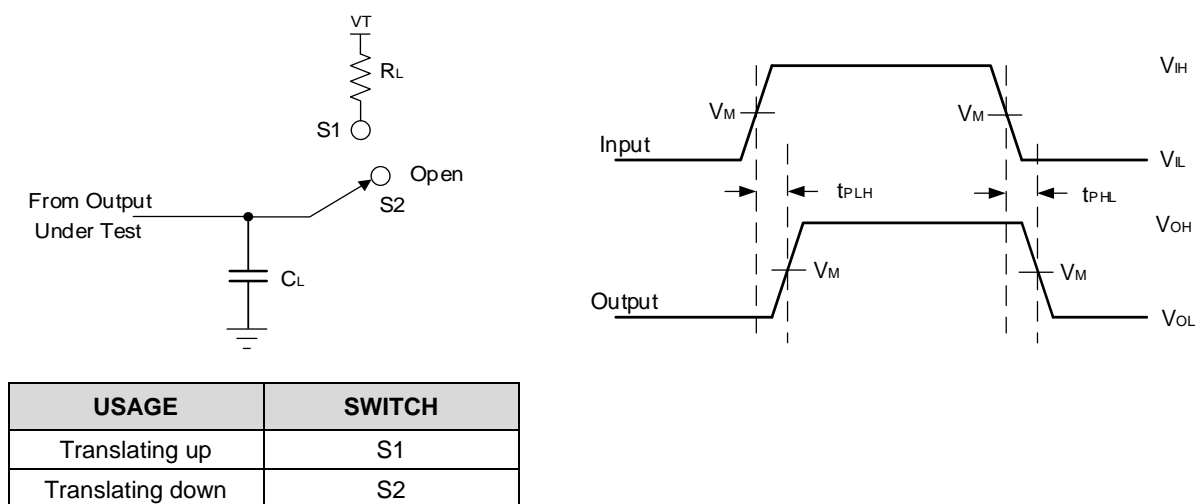 VT
RL
S1
Open
S2
From Output
Under Test
CL
VIH
VM
VM
Input
VIL
tPLH
tPHL
VOH
VM
VM
Output
VOL
USAGE SWITCH
Translating up S1
Translating down S2